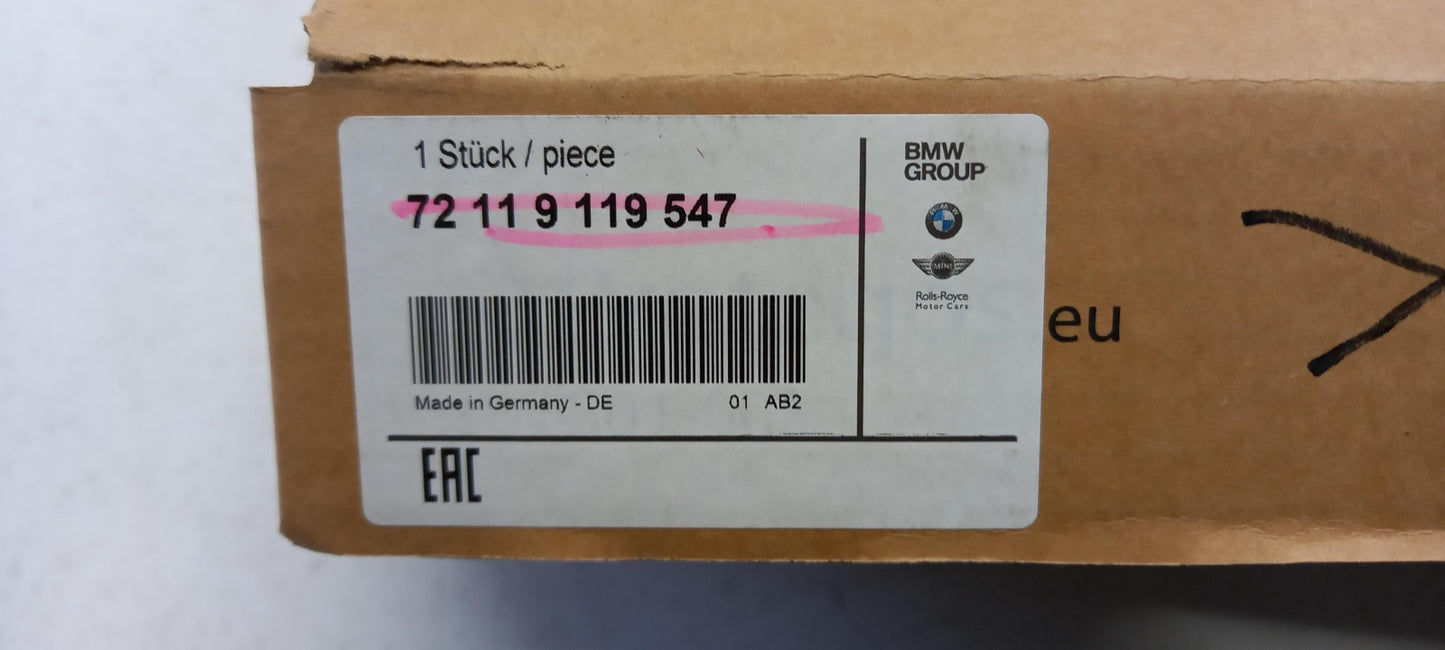 1 Stück / piece
72 11 9 119 547
Made in Germany - DE
01 AB2
EAC
BMW
GROUP
MINI
Rolls-Royce
Motor Cars
eu